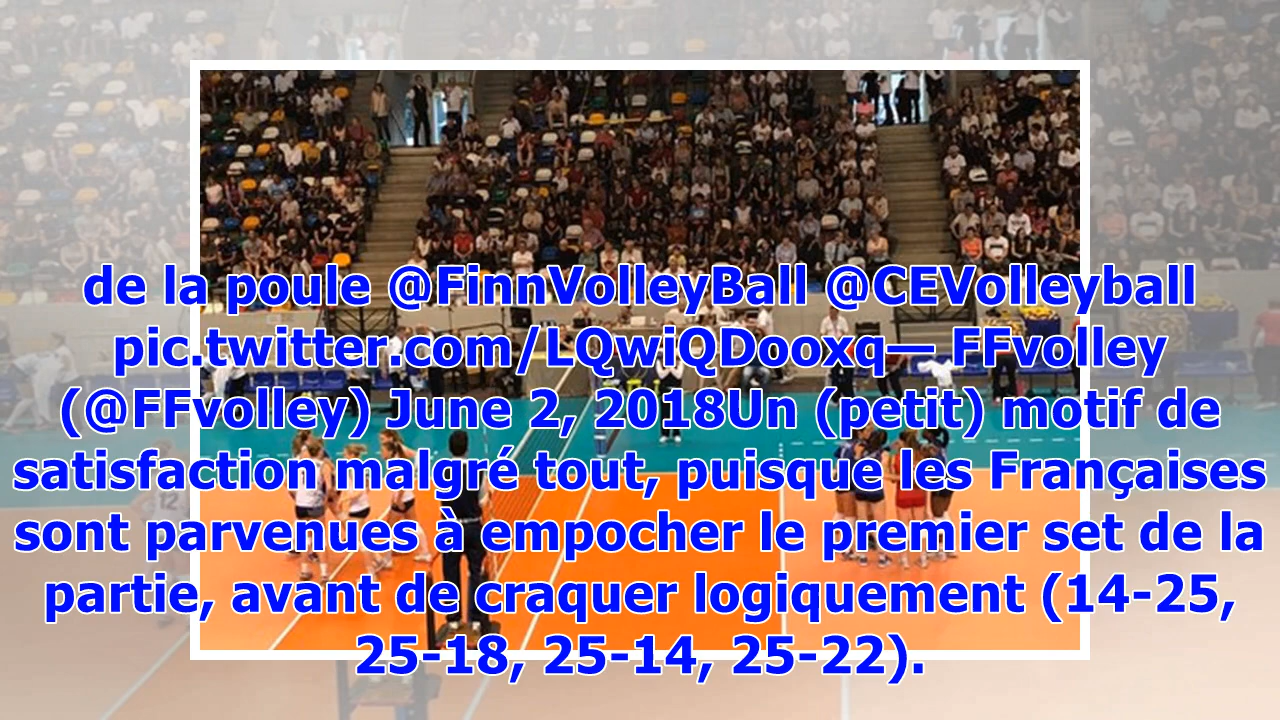 de la poule @FinnVolleyBall @CEVolleyball
pic.twitter.com/LQwiQDooxq— FFvolley
(@FFvolley) June 2, 2018Un (petit) motif de
satisfaction malgré tout, puisque les Françaises
sont parvenues à empocher le premier set de la
partie, avant de craquer logiquement (14-25,
25-18, 25-14, 25-22).